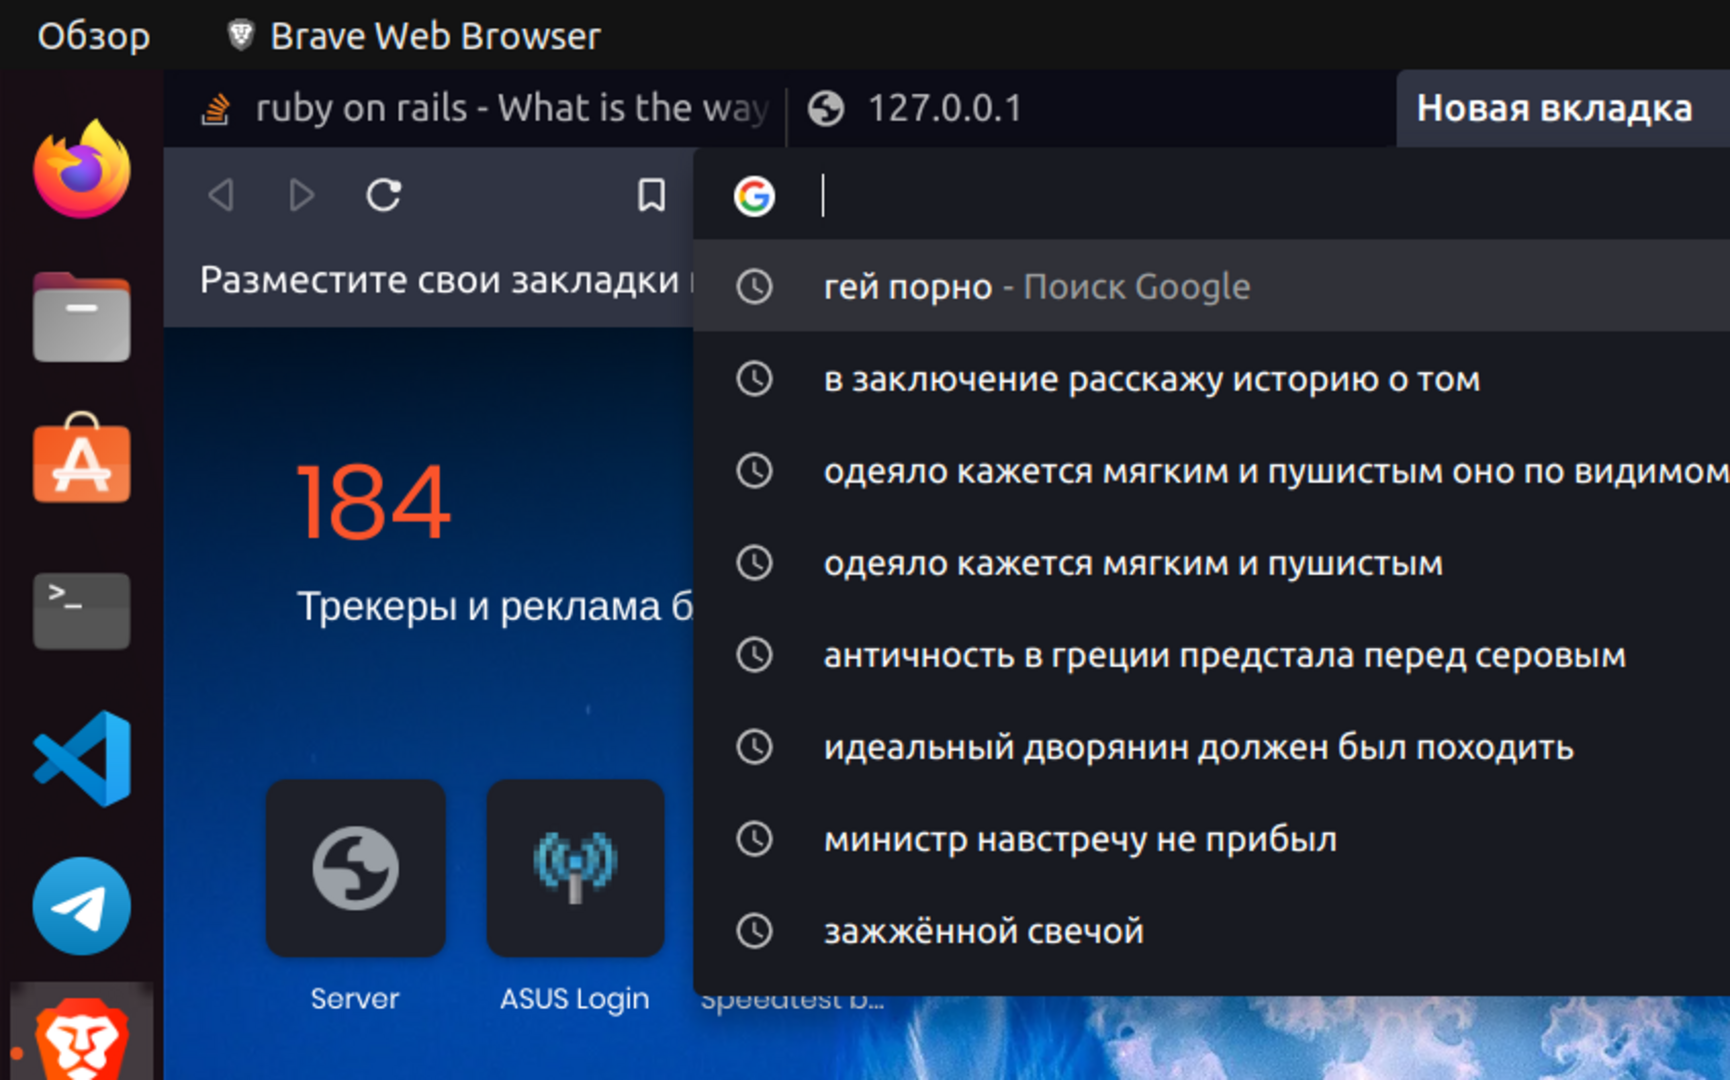 Обзор
Brave Web Browser
ruby on rails - What is the way
127.0.0.1
Новая вкладка
Разместите свои закладки
гей порно - Поиск Google
в заключение расскажу историю о том
одеяло кажется мягким и пушистым оно по видимом
одеяло кажется мягким и пушистым
античность в греции предстала перед серовым
идеальный дворянин должен был походить
министр навстречу не прибыл
зажжённой свечой
184
Трекеры и реклама б
>_
Server
ASUS Login
Speedtest b...